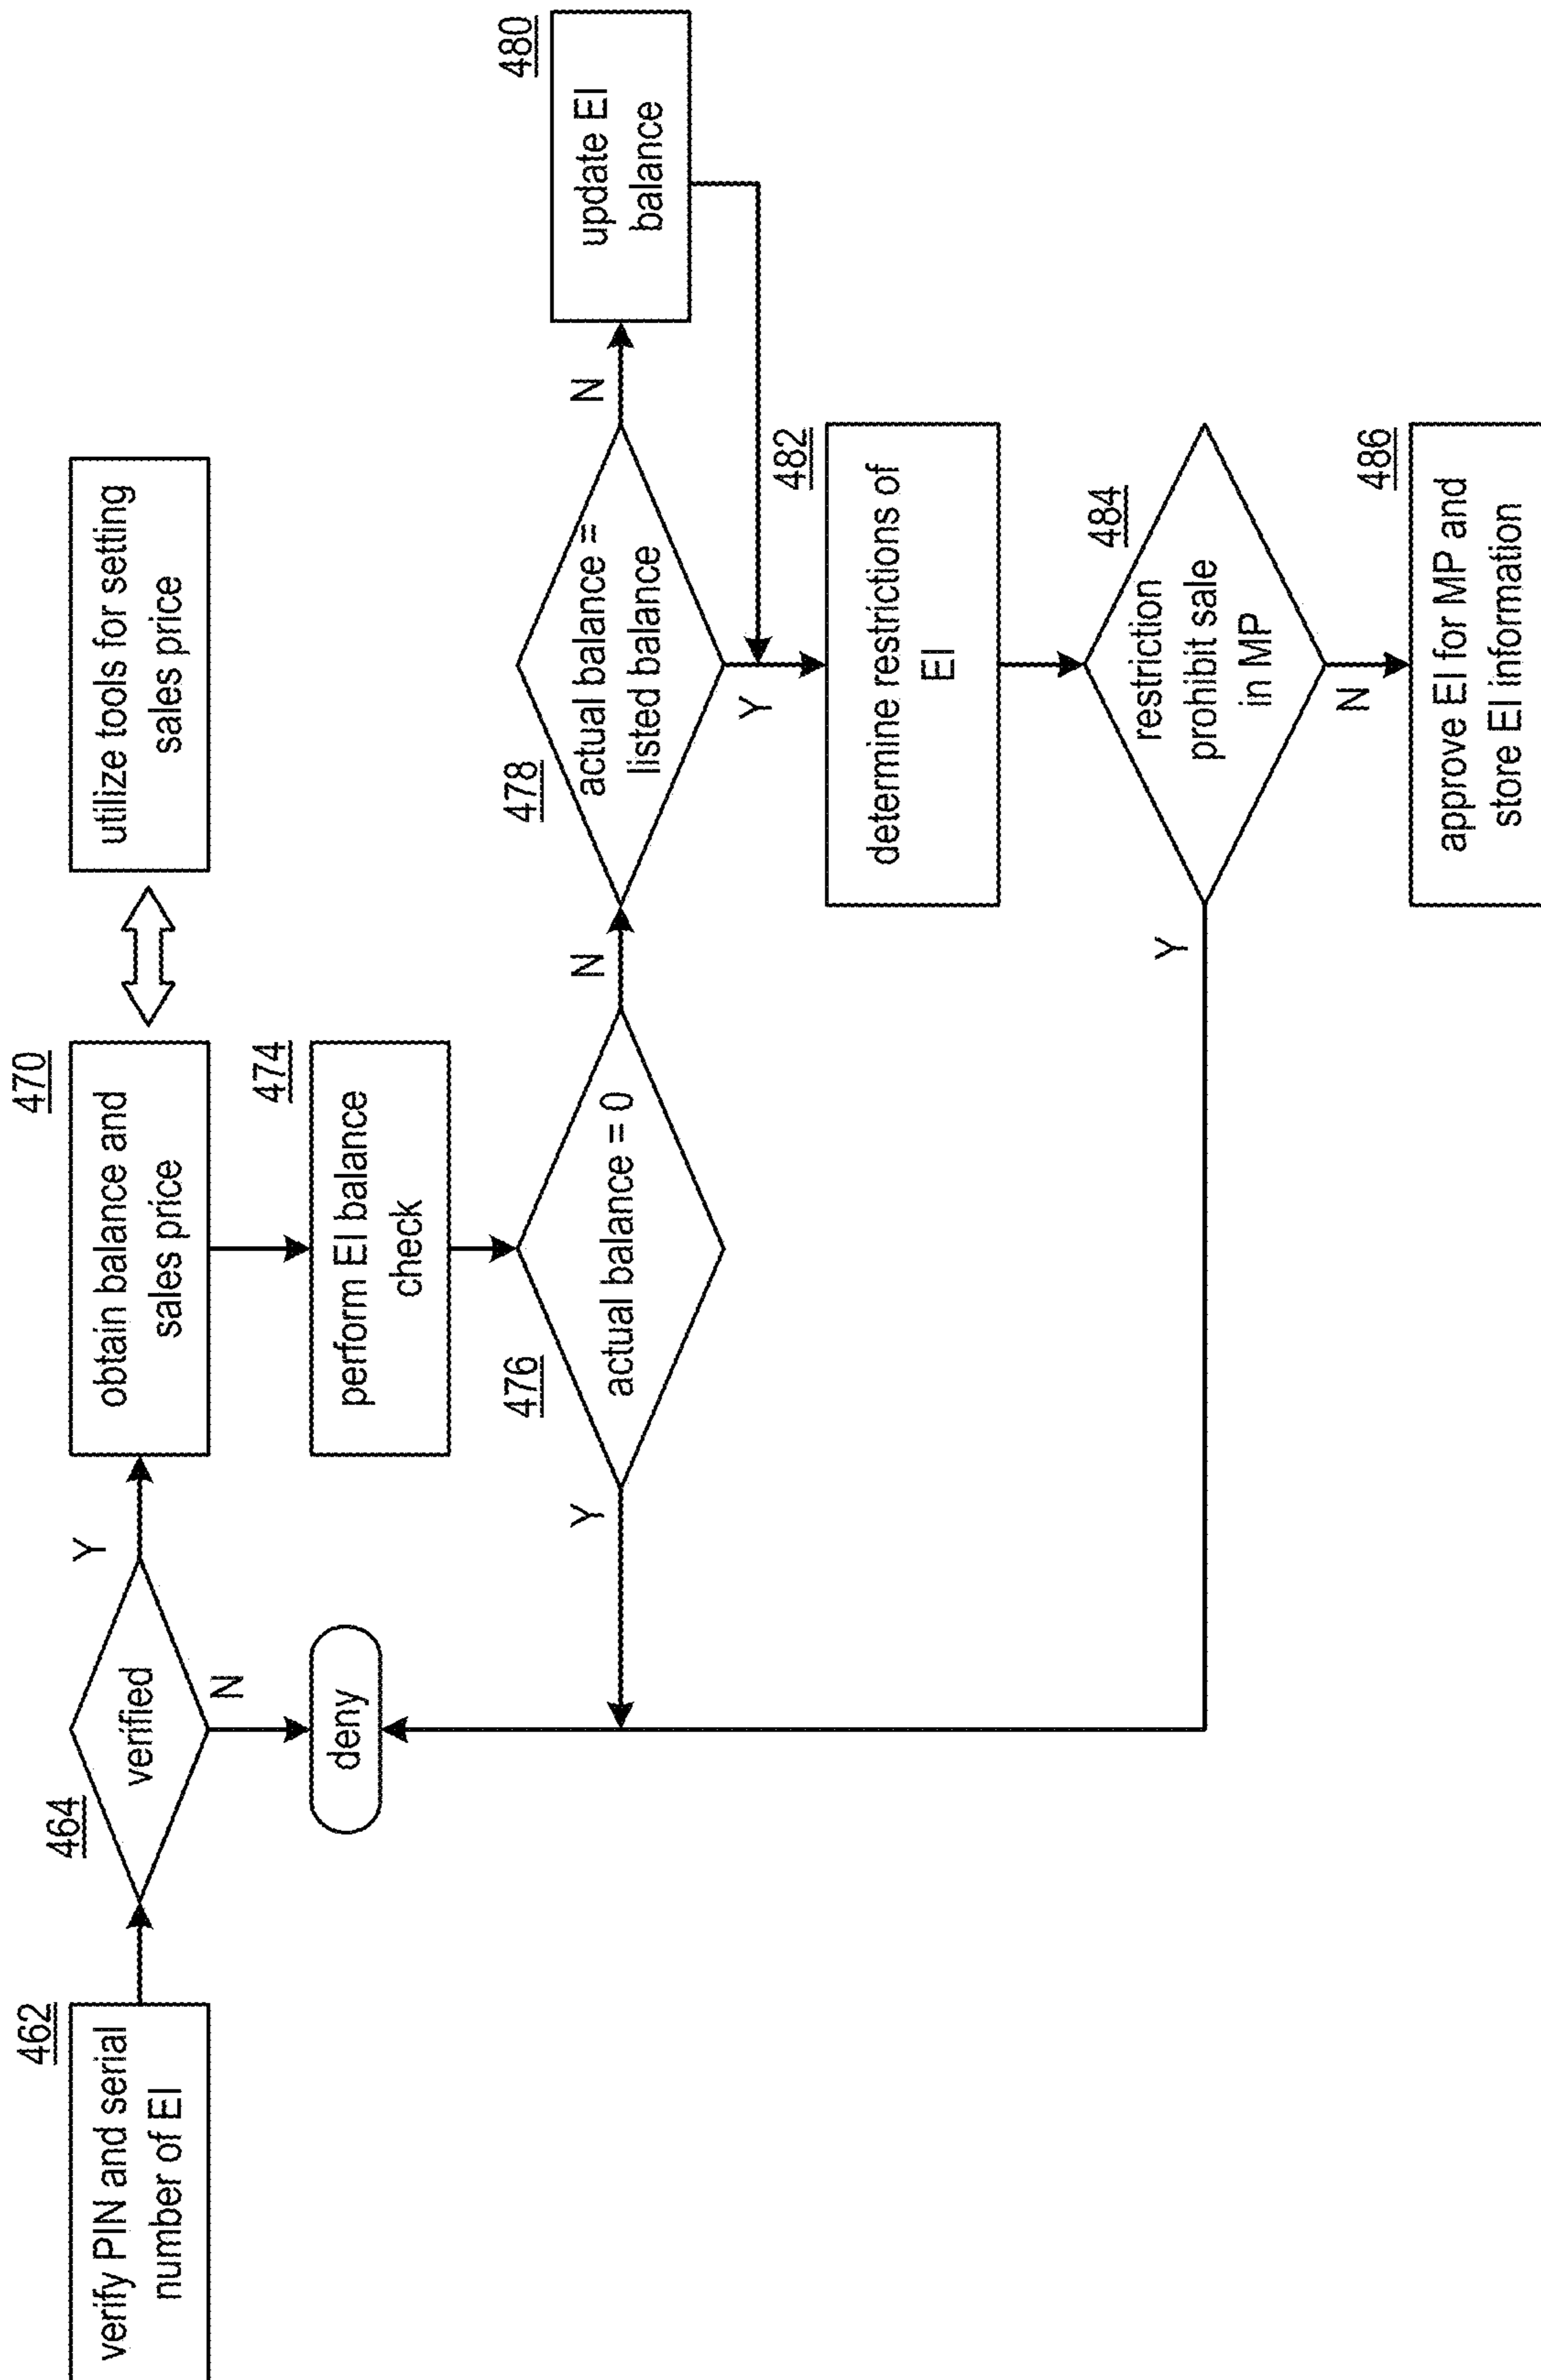 462
verify PIN and serial
number of EI
464
verified
Y
N
deny
470
obtain balance and
sales price
utilize tools for setting
sales price
474
perform EI balance
check
476
actual balance = 0
Y
N
478
actual balance =
listed balance
N
Y
480
update EI
balance
482
determine restrictions of
EI
484
restriction
prohibit sale
in MP
Y
N
486
approve EI for MP and
store EI information